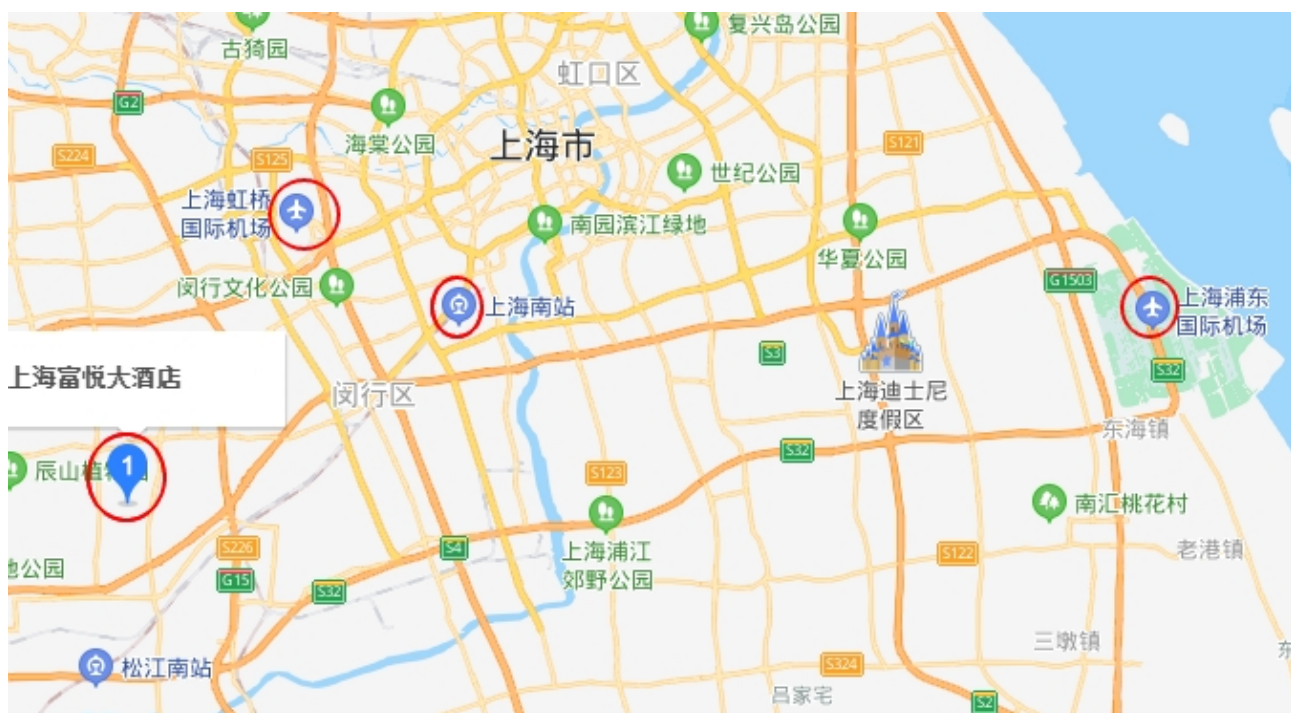 复兴岛公园
古猗园
虹口区
G2
海棠公园
上海市
S121
S224
S125
世纪公园
上海虹桥
国际机场
南园滨江绿地
华夏公园
闵行文化公园
G1503
上海南站
上海浦东
国际机场
S3
上海富悦大酒店
S32
闵行区
上海迪士尼
度假区
东海镇
1
辰山植
S32
S123
南汇桃花村
S226
S4
上海浦江
郊野公园
S122
老港镇
公园
G15
S32
三墩镇
松江南站
S324
吕家宅
S2